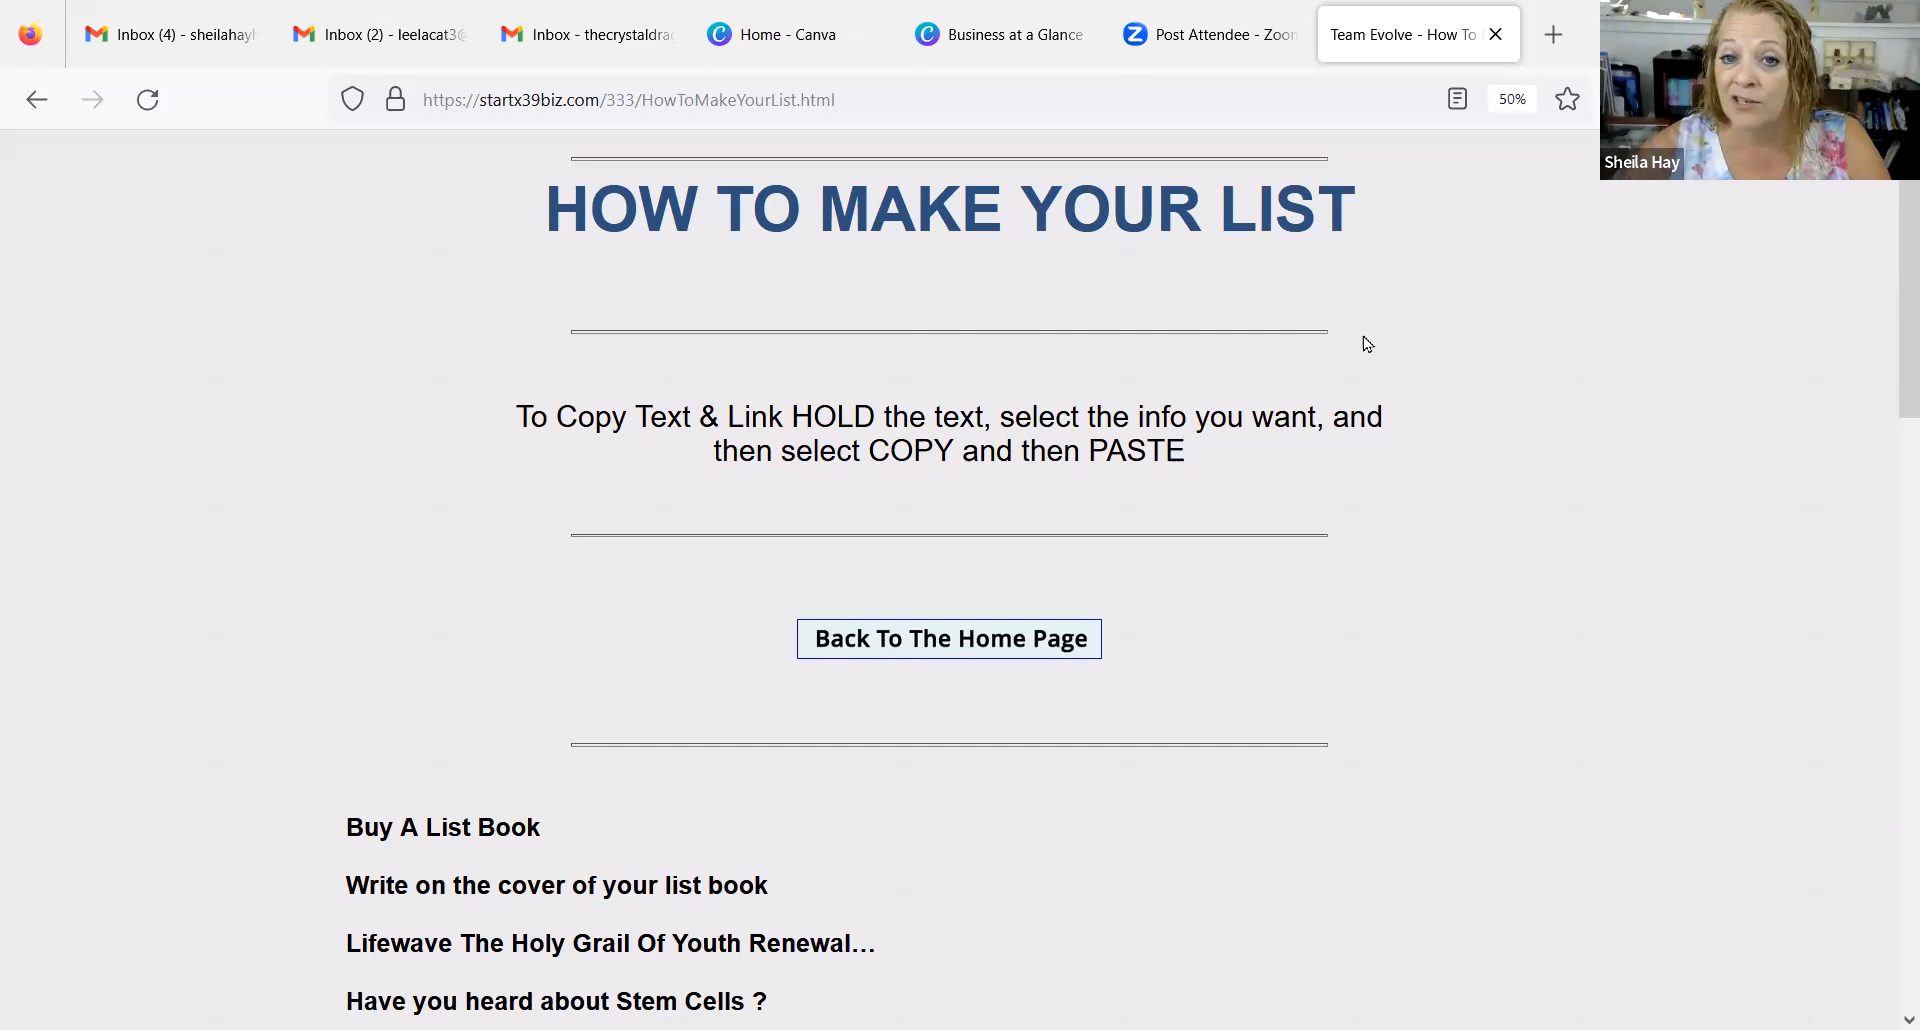 Inbox (4) - sheilahayh
Inbox (2) - leelacat3@
Inbox - thecrystaldrag
Home - Canva
Business at a Glance
Post Attendee - Zoom
Team Evolve - How To
https://startx39biz.com/333/HowToMakeYourList.html
50%
Sheila Hay
HOW TO MAKE YOUR LIST
To Copy Text & Link HOLD the text, select the info you want, and
then select COPY and then PASTE
Back To The Home Page
Buy A List Book
Write on the cover of your list book
Lifewave The Holy Grail Of Youth Renewal...
Have you heard about Stem Cells ?